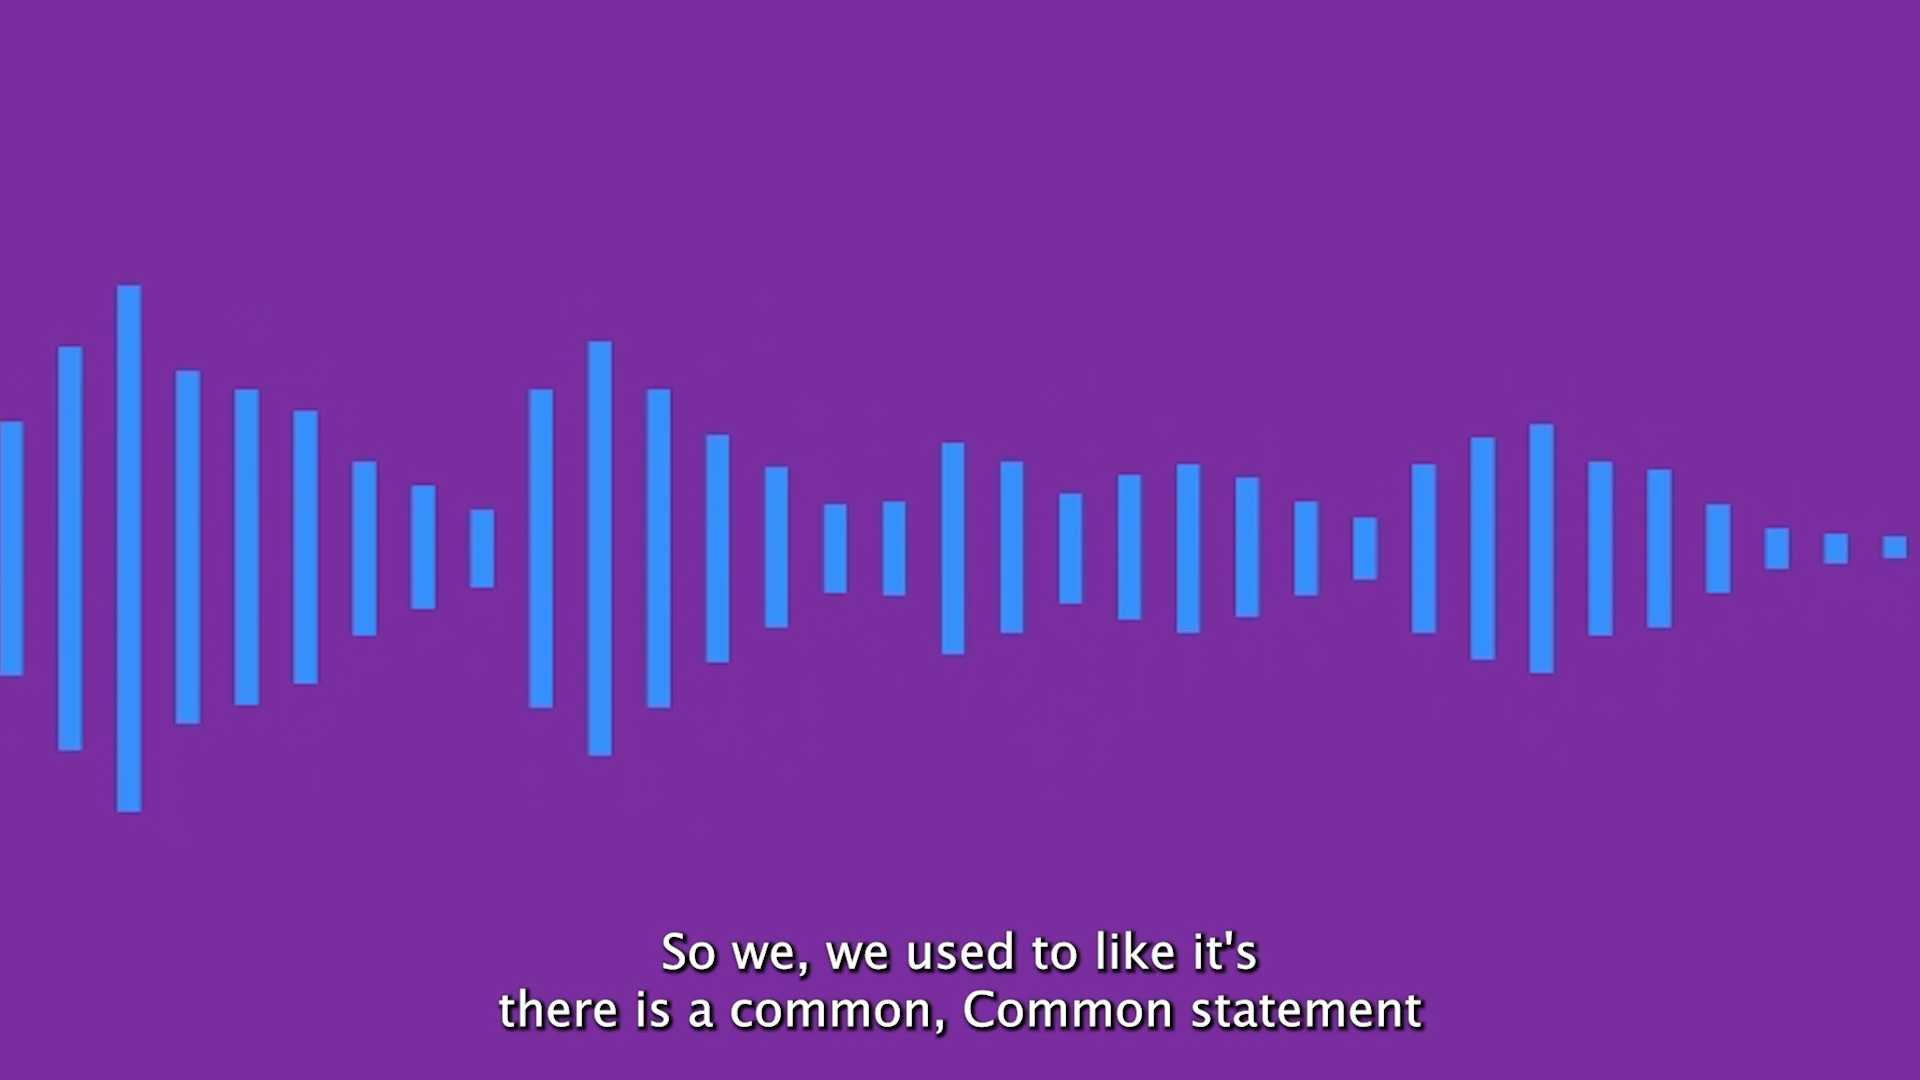 So we, we used to like it's
there is a common, Common statement